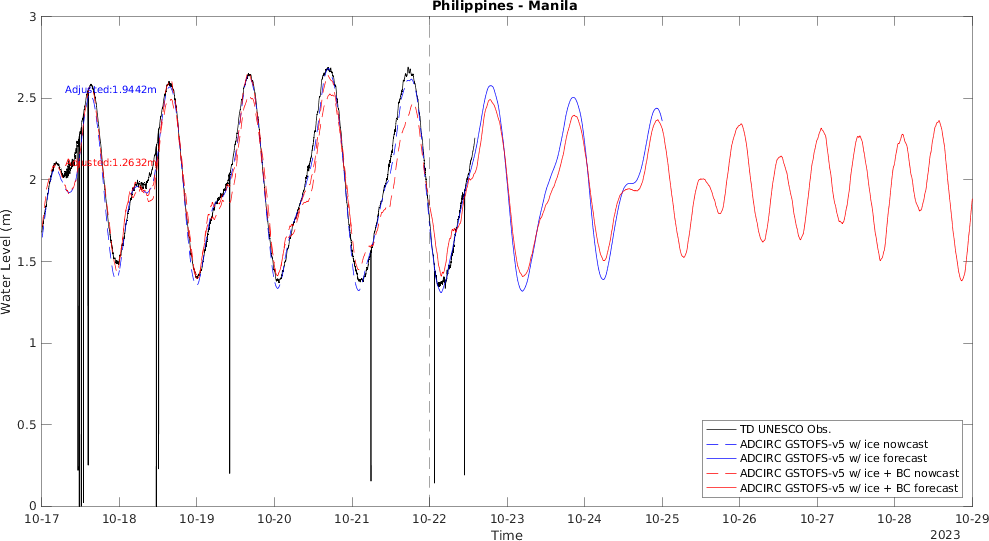 Philippines - Manila
Water Level (m)
3
2.5
2
1.5
1
0.5
0
Adjusted:1.9442m
Adjusted:1.2632m
TD UNESCO Obs.
ADCIRC GSTOFS-v5 w/ ice nowcast
ADCIRC GSTOFS-v5 w/ ice forecast
ADCIRC GSTOFS-v5 w/ ice + BC nowcast
ADCIRC GSTOFS-v5 w/ ice + BC forecast
10-17 10-18 10-19 10-20 10-21 10-22 10-23 10-24 10-25 10-26 10-27 10-28 10-29
Time
2023